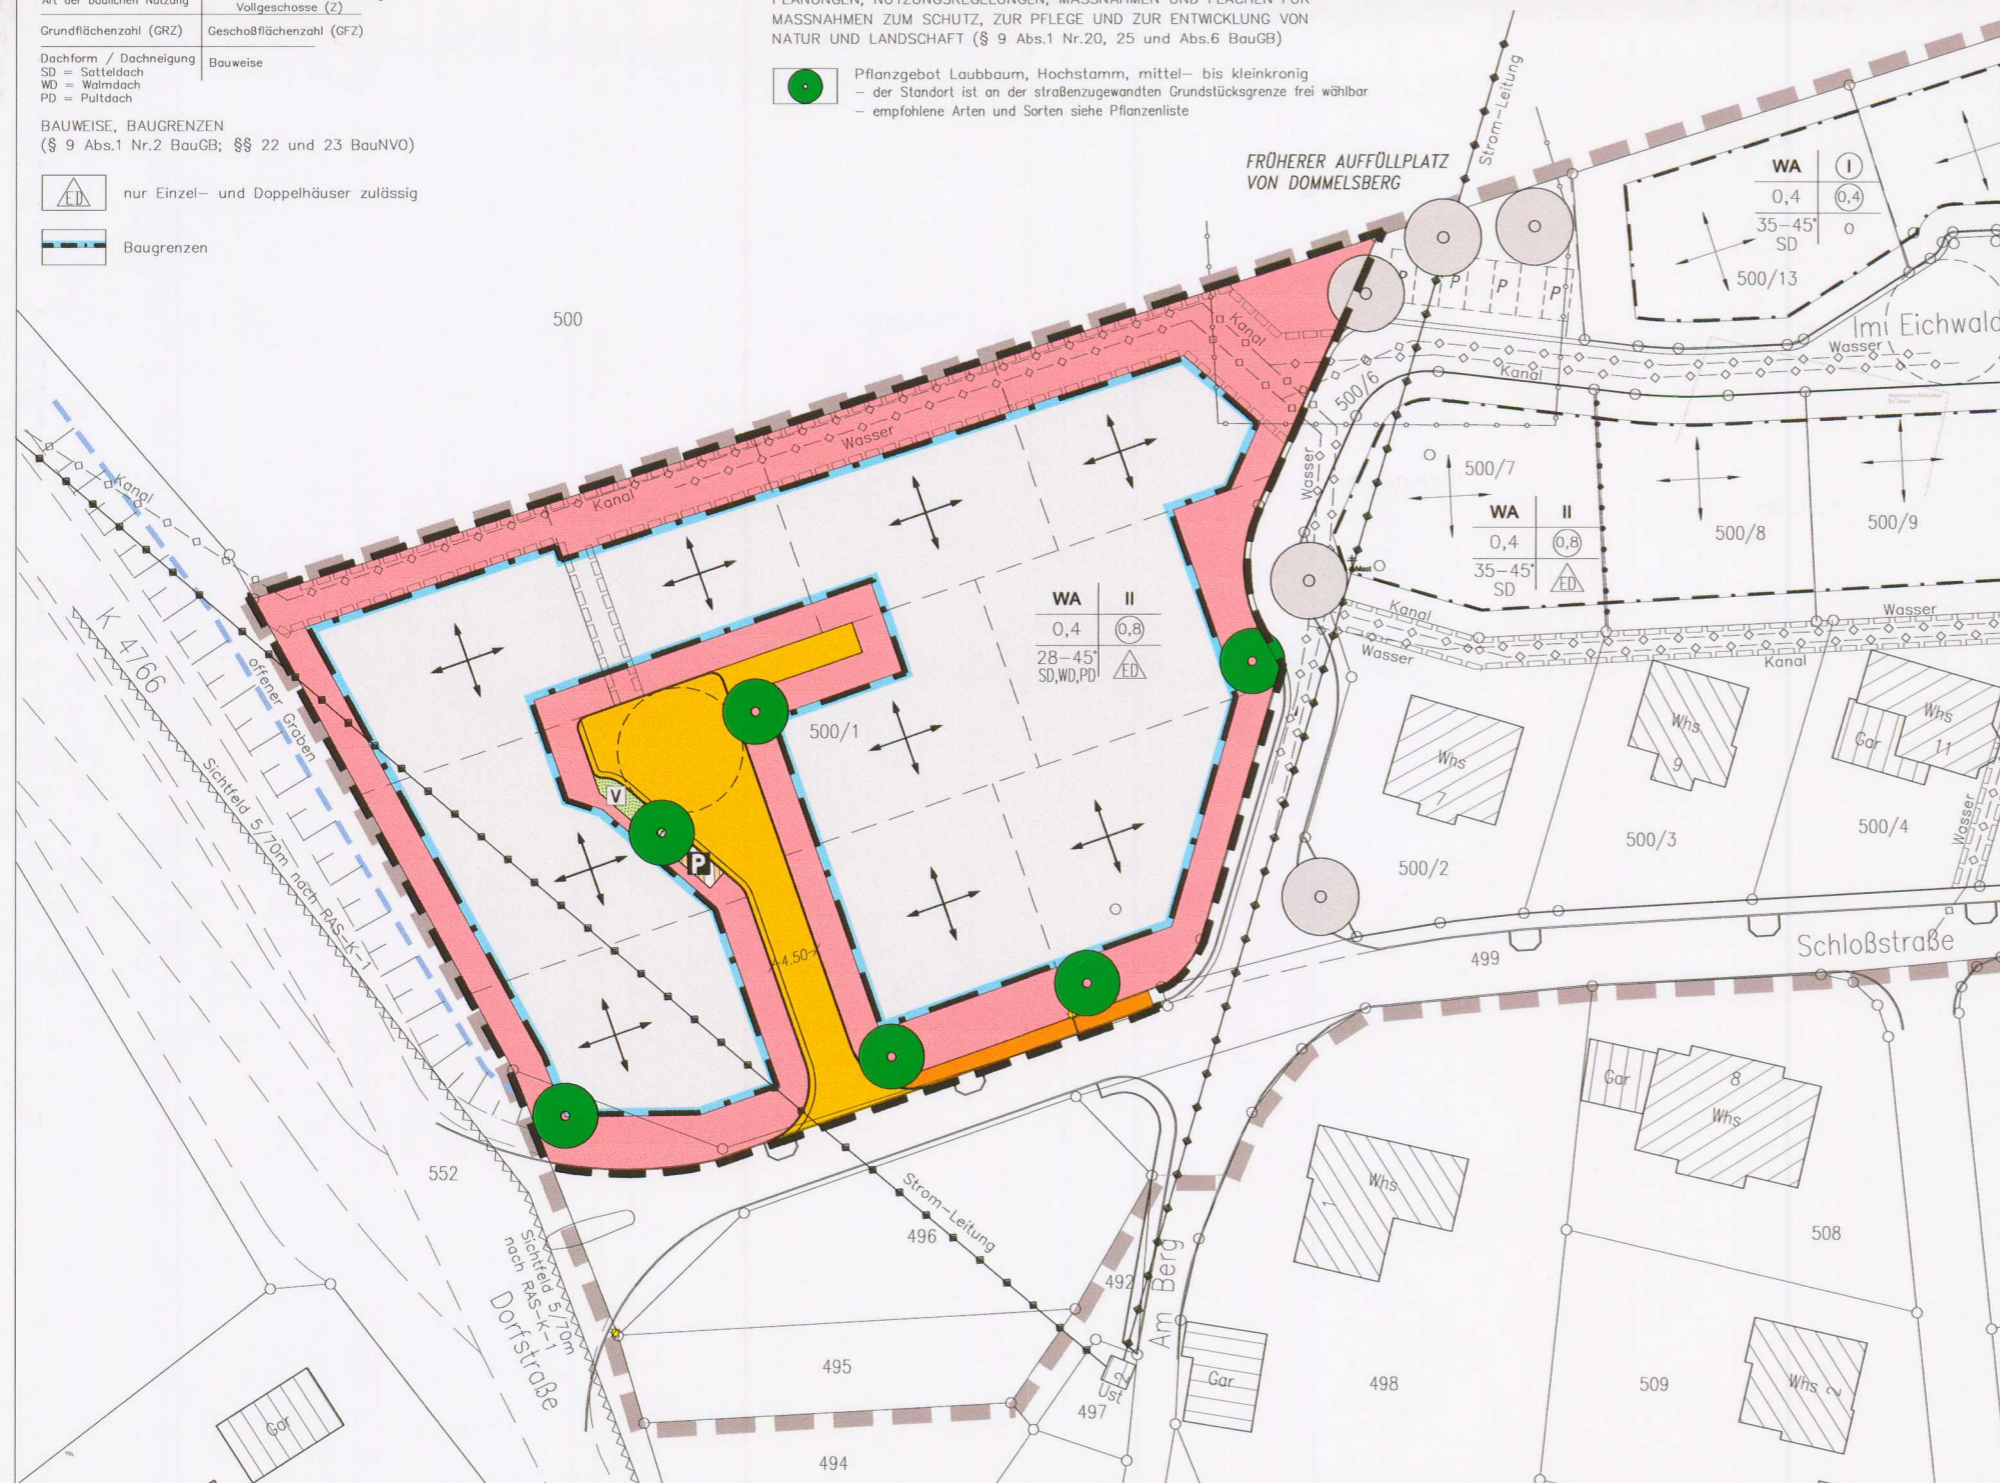 Art der baulichen Nutzung
Vollgeschosse (Z)
Grundflächenzahl (GRZ)
Geschoßflächenzahl (GFZ)
Dachform / Dachneigung
SD = Satteldach
WD = Walmdach
PD = Pultdach
Bauweise
BAUWEISE, BAUGRENZEN
(§ 9 Abs.1 Nr.2 BauGB; §§ 22 und 23 BauNVO)
ED
nur Einzel- und Doppelhäuser zulässig
Baugrenzen
PLANUNGEN, NUTZUNGSREGELUNGEN, MASSNAHMEN UND FLÄCHEN FÜR
MASSNAHMEN ZUM SCHUTZ, ZUR PFLEGE UND ZUR ENTWICKLUNG VON
NATUR UND LANDSCHAFT (§ 9 Abs.1 Nr.20, 25 und Abs.6 BauGB)
Pflanzgebot Laubbaum, Hochstamm, mittel- bis kleinkronig
- der Standort ist an der straßenzugewandten Grundstücksgrenze frei wählbar
- empfohlene Arten und Sorten siehe Pflanzenliste
Strom-Leitung
FRÜHERER AUFFÜLLPLATZ
VON DOMMELSBERG
WA I
0,4 0,4
35-45° o
SD
500/13
500
P
P
P
P
Kanal
Im Eichwald
Wasser
Kanal
500/6
Wasser
Wasser
Kanal
Kanal
500/7
500/8
500/9
WA II
0,4 0,8
35-45° ED
SD
Mast
WA II
0,4 0,8
28-45° ED
SD,WD,PD
Kanal
Wasser
Wasser
Kanal
K 4766
offener Graben
Sichtfeld 5/70m nach RAS-K-1
500/1
V
P
4.50
Whs
7
Whs
9
Whs
11
Gar
500/2
500/3
500/4
Wasser
Schloßstraße
499
552
Strom-Leitung
496
492
Am Berg
Sichtfeld 5/70m
nach RAS-K-1
Dorfstraße
Gar
8
Whs
Whs
1
508
495
Ust
497
Gar
498
509
Whs 2
Gar
494